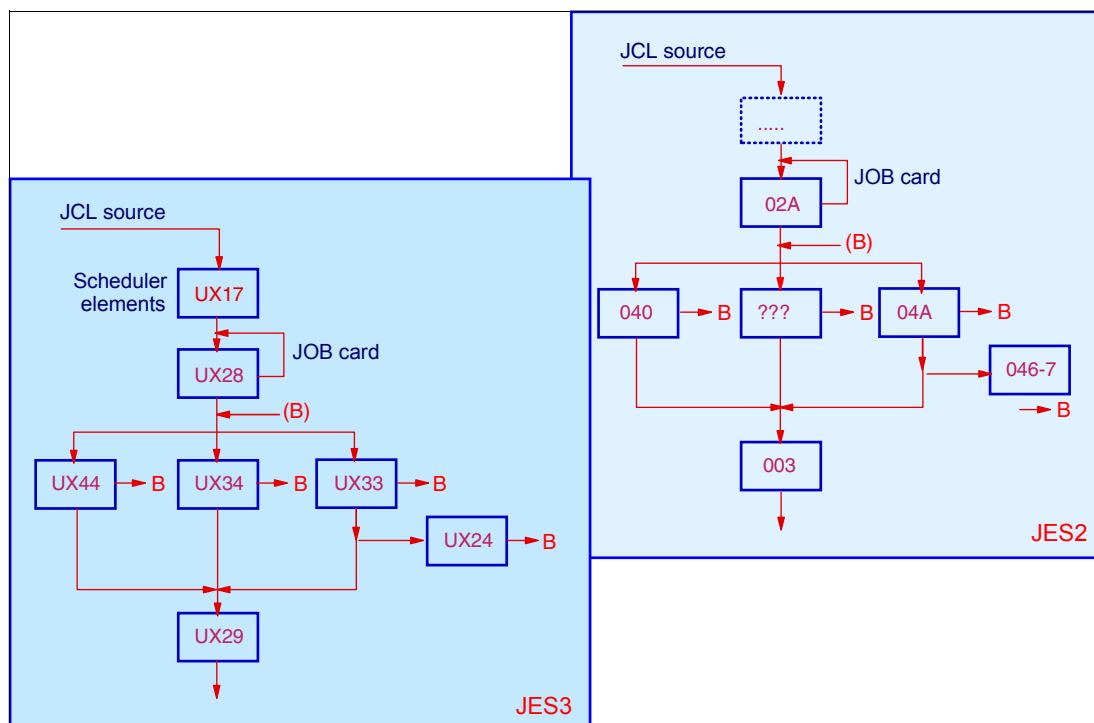 JCL source
.....
JOB card
02A
(B)
040
B
???
B
04A
B
046-7
B
003
JES2
JCL source
Scheduler
elements
UX17
JOB card
UX28
(B)
UX44
B
UX34
B
UX33
B
UX24
B
UX29
JES3